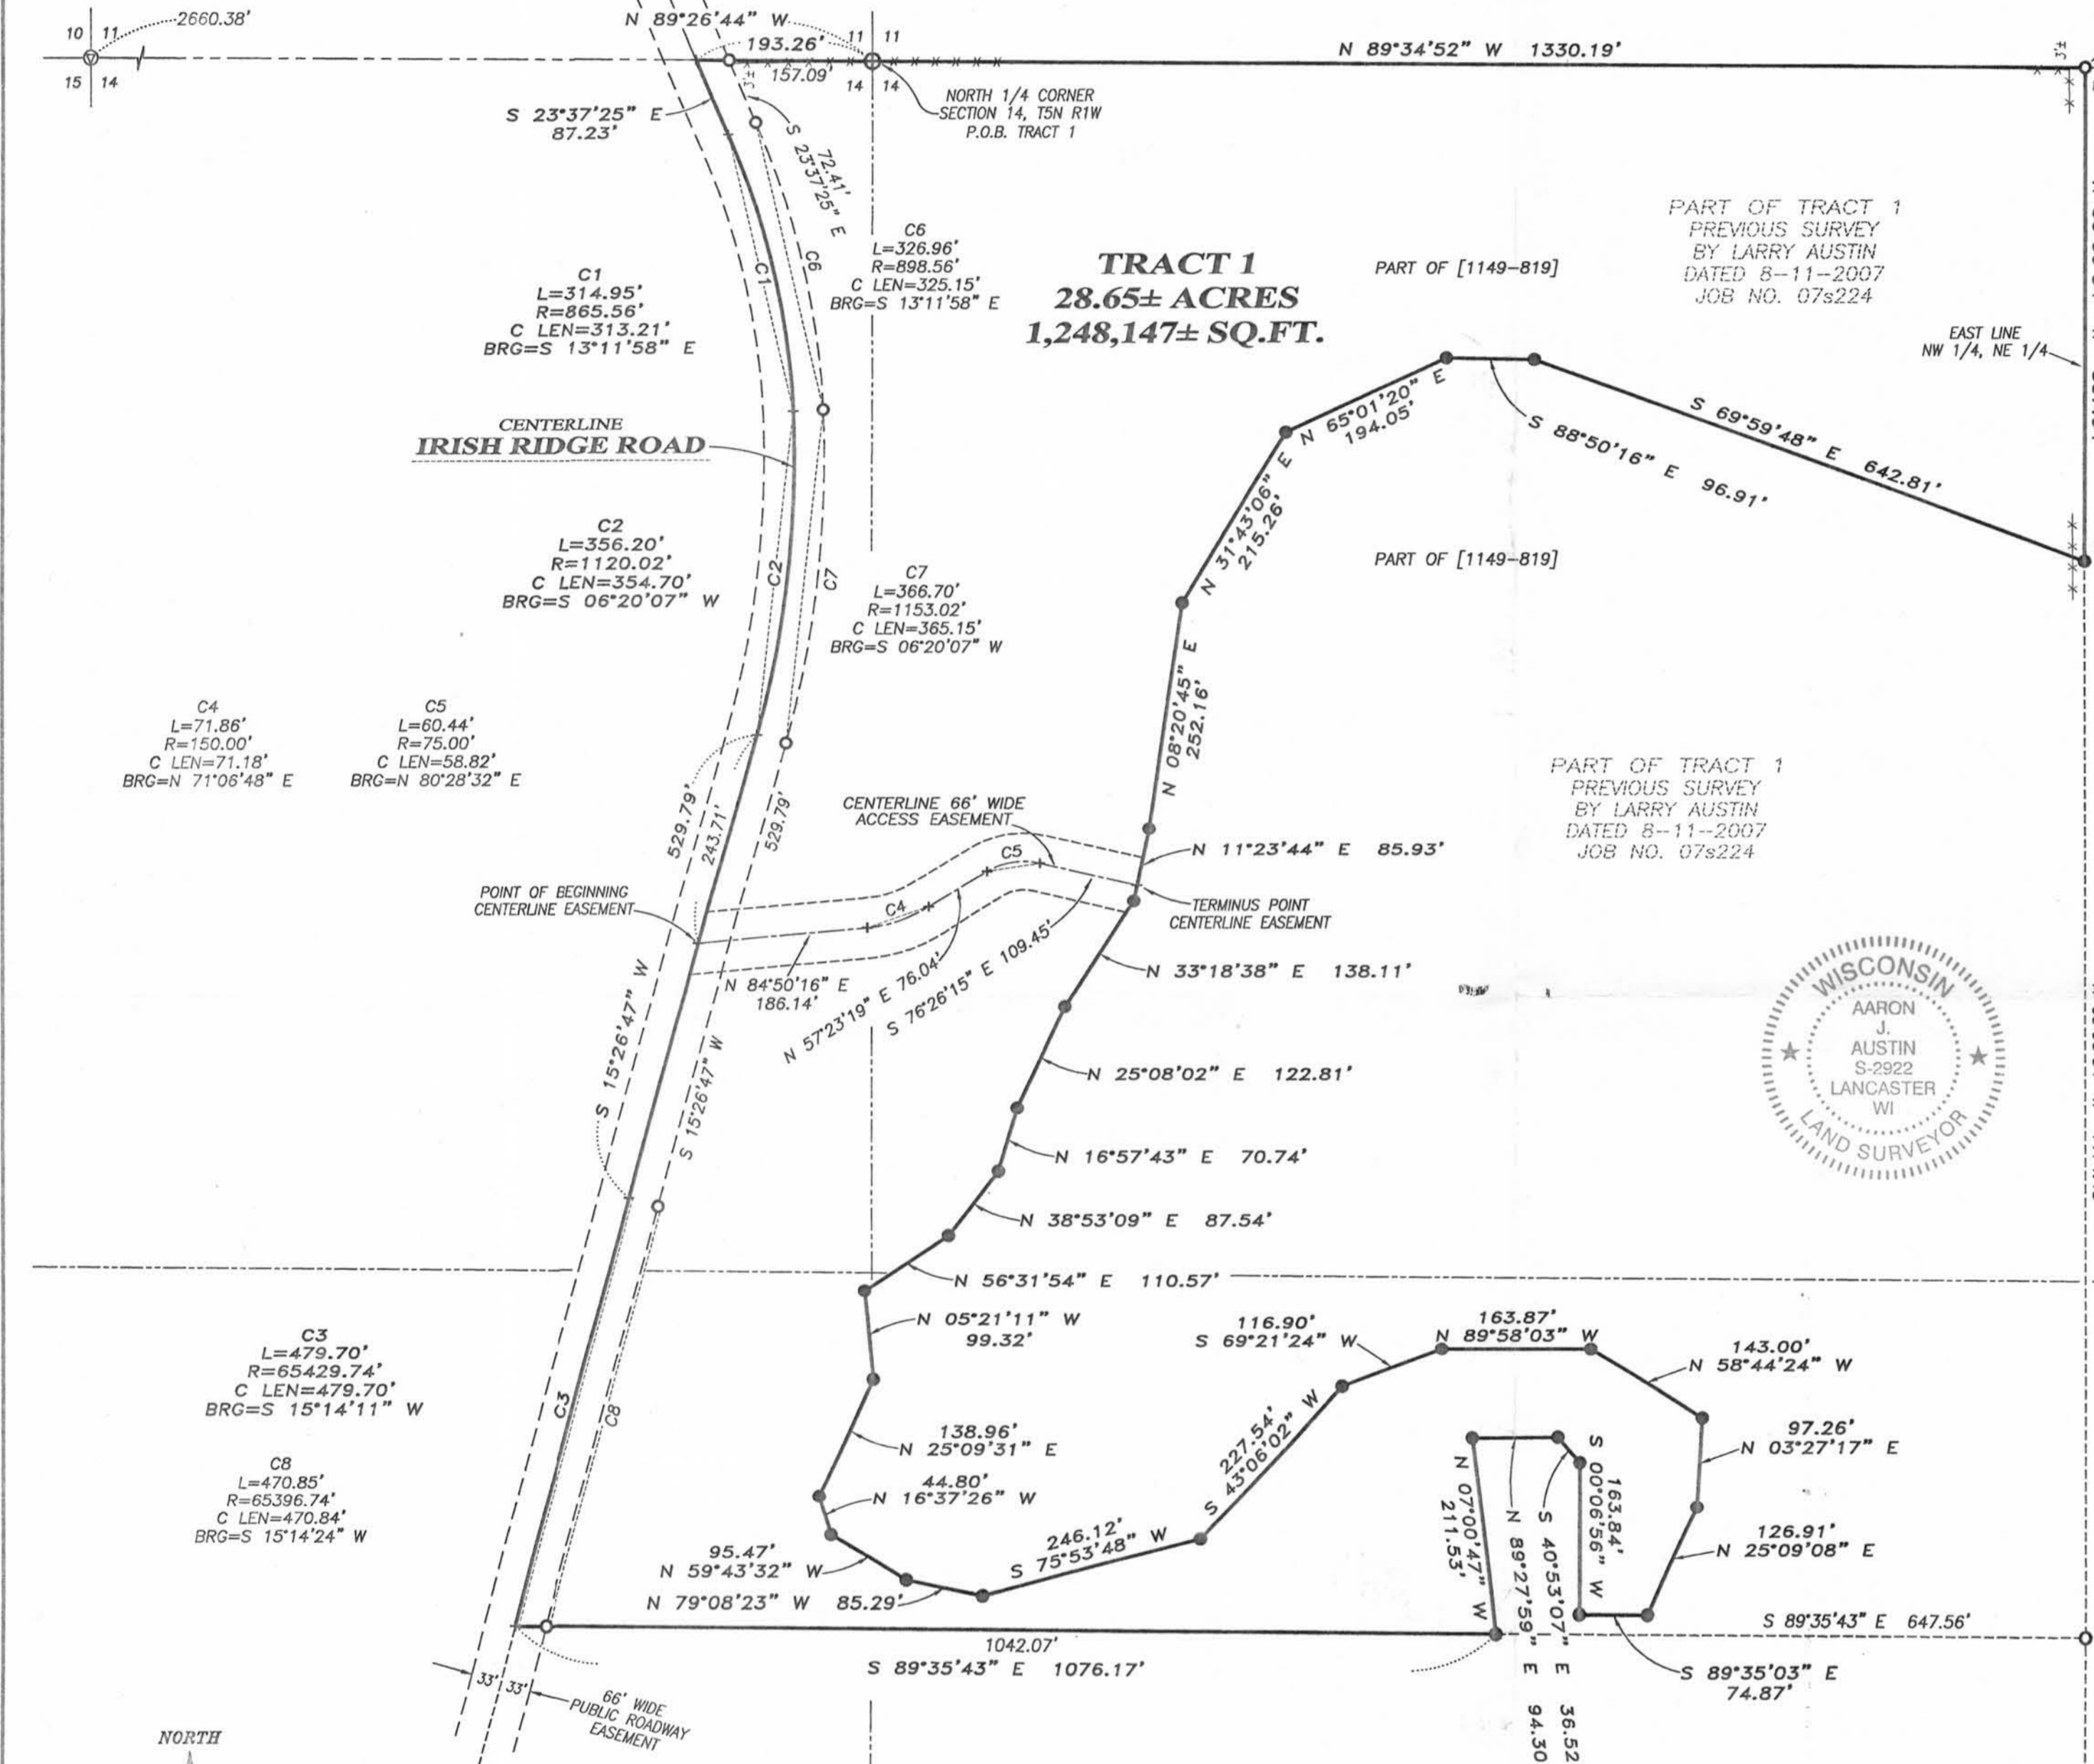 2660.38'
10 11
15 14
N 89°26'44" W
193.26'
157.09'
11 11
14 14
3'±
N 89°34'52" W 1330.19'
3'±
NORTH 1/4 CORNER
SECTION 14, T5N R1W
P.O.B. TRACT 1
S 23°37'25" E
87.23'
72.41'
S 23°37'25" E
C1
C6
C6
L=326.96'
R=898.56'
C LEN=325.15'
BRG=S 13°11'58" E
C1
L=314.95'
R=865.56'
C LEN=313.21'
BRG=S 13°11'58" E
TRACT 1
28.65± ACRES
1,248,147± SQ.FT.
PART OF [1149-819]
PART OF TRACT 1
PREVIOUS SURVEY
BY LARRY AUSTIN
DATED 8-11-2007
JOB NO. 07s224
EAST LINE
NW 1/4, NE 1/4
CENTERLINE
IRISH RIDGE ROAD
N 65°01'20" E
194.05'
S 88°50'16" E 96.91'
S 69°59'48" E 642.81'
N 31°43'06" E
215.26'
PART OF [1149-819]
C2
L=356.20'
R=1120.02'
C LEN=354.70'
BRG=S 06°20'07" W
C2
C7
C7
L=366.70'
R=1153.02'
C LEN=365.15'
BRG=S 06°20'07" W
N 08°20'45" E
252.16'
C4
L=71.86'
R=150.00'
C LEN=71.18'
BRG=N 71°06'48" E
C5
L=60.44'
R=75.00'
C LEN=58.82'
BRG=N 80°28'32" E
529.79'
243.71'
529.79'
CENTERLINE 66' WIDE
ACCESS EASEMENT
PART OF TRACT 1
PREVIOUS SURVEY
BY LARRY AUSTIN
DATED 8-11-2007
JOB NO. 07s224
N 11°23'44" E 85.93'
C5
C4
POINT OF BEGINNING
CENTERLINE EASEMENT
TERMINUS POINT
CENTERLINE EASEMENT
N 84°50'16" E
186.14'
N 57°23'19" E 76.04'
S 76°26'15" E 109.45'
N 33°18'38" E 138.11'
S 15°26'47" W
S 15°26'47" W
WISCONSIN
AARON
J.
AUSTIN
S-2922
LANCASTER
WI
LAND SURVEYOR
N 25°08'02" E 122.81'
N 16°57'43" E 70.74'
N 38°53'09" E 87.54'
N 56°31'54" E 110.57'
N 05°21'11" W
99.32'
C3
L=479.70'
R=65429.74'
C LEN=479.70'
BRG=S 15°14'11" W
C3
C8
116.90'
S 69°21'24" W
163.87'
N 89°58'03" W
143.00'
N 58°44'24" W
97.26'
N 03°27'17" E
138.96'
N 25°09'31" E
227.54'
S 43°06'02" W
C8
L=470.85'
R=65396.74'
C LEN=470.84'
BRG=S 15°14'24" W
44.80'
N 16°37'26" W
95.47'
N 59°43'32" W
N 79°08'23" W 85.29'
246.12'
S 75°53'48" W
N 07°00'47" W
211.53'
N 89°27'59" E 94.30
S 40°53'07" E 36.52
163.84'
S 00°06'56" W
126.91'
N 25°09'08" E
S 89°35'43" E 647.56'
1042.07'
S 89°35'43" E 1076.17'
S 89°35'03" E
74.87'
33' 33'
66' WIDE
PUBLIC ROADWAY
EASEMENT
NORTH